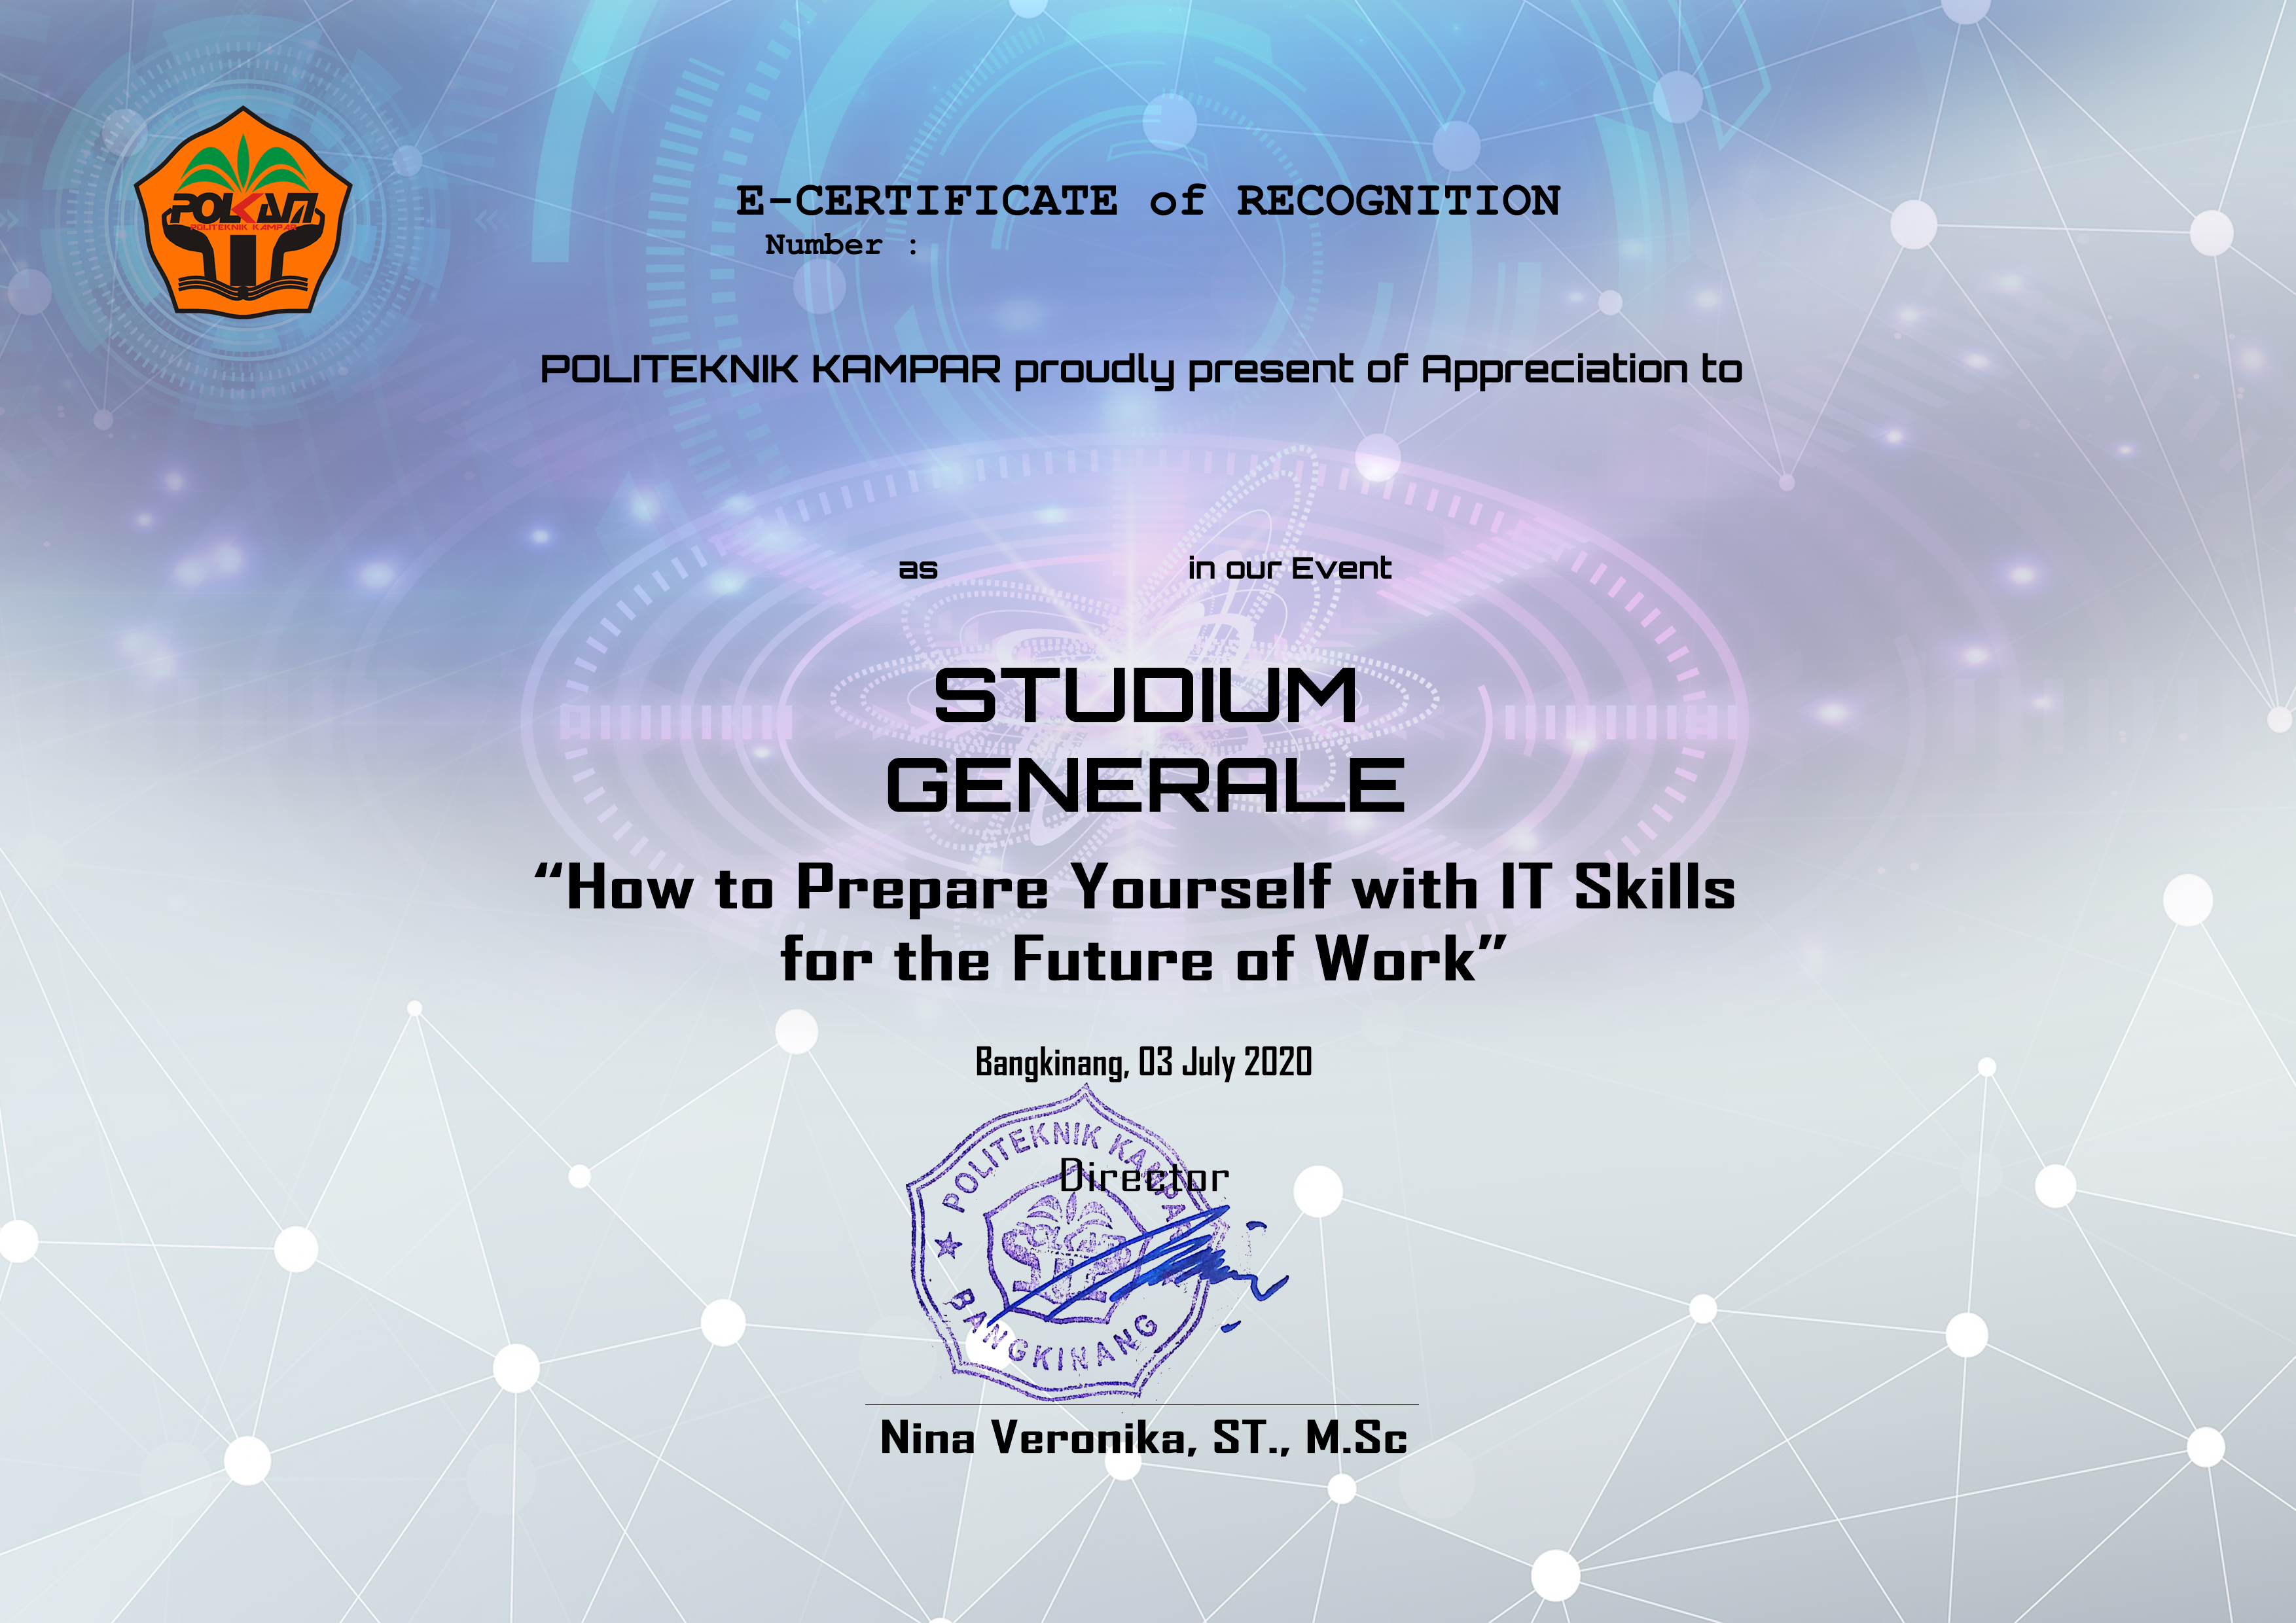 POLKAM
POLITEKNIK KAMPAR
E-CERTIFICATE of RECOGNITION
Number :
POLITEKNIK KAMPAR proudly present of Appreciation to
as in our Event
STUDIUM
GENERALE
“How to Prepare Yourself with IT Skills
for the Future of Work”
Bangkinang, 03 July 2020
POLITEKNIK KAMPAR
Director
BANGKINANG
Nina Veronika, ST., M.Sc